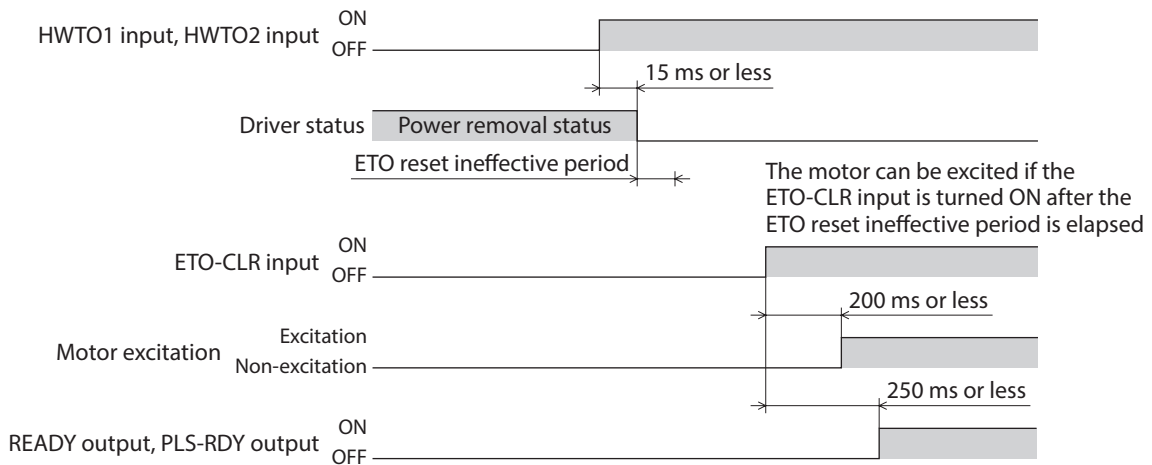 ON
HWTO1 input, HWTO2 input
OFF
15 ms or less
Driver status
Power removal status
ETO reset ineffective period
The motor can be excited if the
ETO-CLR input is turned ON after the
ETO reset ineffective period is elapsed
ON
ETO-CLR input
OFF
200 ms or less
Excitation
Motor excitation
Non-excitation
250 ms or less
ON
READY output, PLS-RDY output
OFF